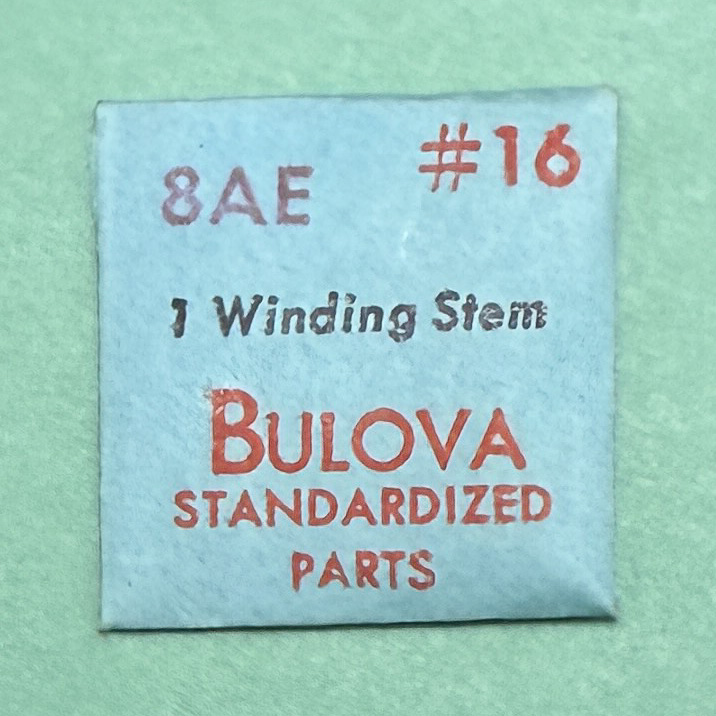 8AE #16
1 Winding Stem
BULOVA
STANDARDIZED
PARTS